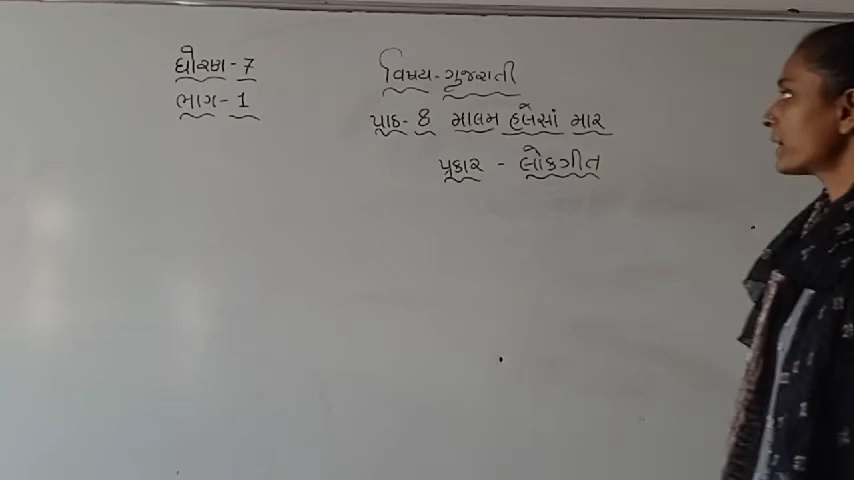 ધોરણ - 7
ભાગ - 1
વિષય - ગુજરાતી
પાઠ - 8 માલમ હલેસાં માર
પ્રકાર - લોકગીત